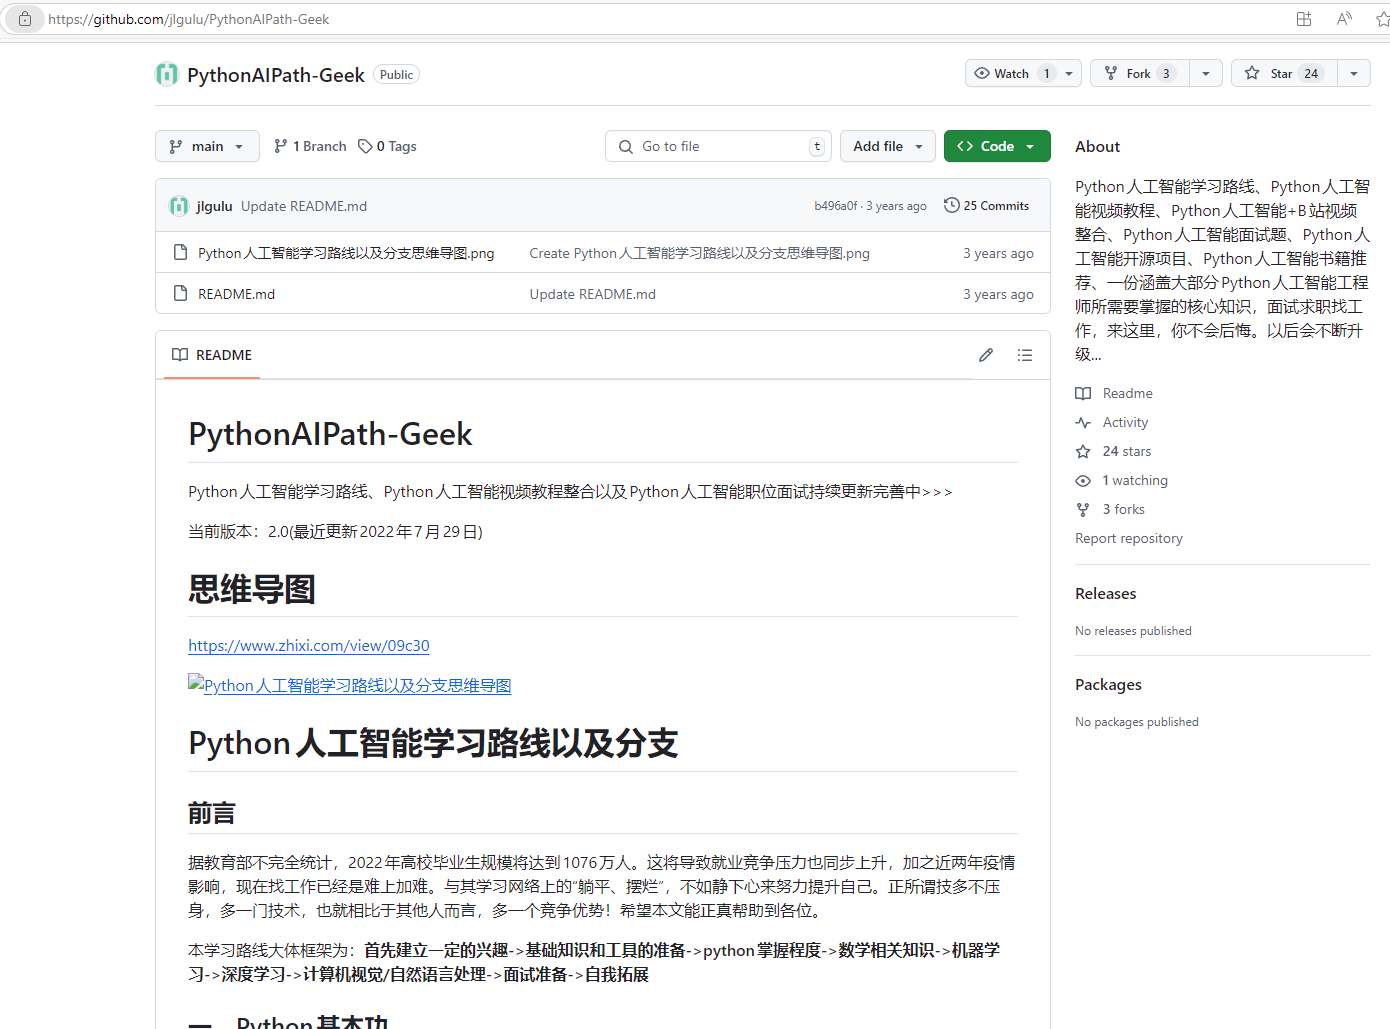 https://github.com/jlgulu/PythonAIPath-Geek
PythonAIPath-Geek Public
Watch 1
Fork 3
Star 24
main
1 Branch
0 Tags
Go to file t
Add file
Code
jlgulu Update README.md
b496a0f · 3 years ago
25 Commits
Python人工智能学习路线以及分支思维导图.png
Create Python人工智能学习路线以及分支思维导图.png
3 years ago
README.md
Update README.md
3 years ago
README
PythonAIPath-Geek
Python人工智能学习路线、Python人工智能视频教程整合以及Python人工智能职位面试持续更新完善中>>>
当前版本：2.0(最近更新2022年7月29日)
思维导图
https://www.zhixi.com/view/09c30
Python人工智能学习路线以及分支思维导图
Python人工智能学习路线以及分支
前言
据教育部不完全统计，2022年高校毕业生规模将达到1076万人。这将导致就业竞争压力也同步上升，加之近两年疫情
影响，现在找工作已经是难上加难。与其学习网络上的“躺平、摆烂”，不如静下心来努力提升自己。正所谓技多不压
身，多一门技术，也就相比于其他人而言，多一个竞争优势！希望本文能正真帮助到各位。
本学习路线大体框架为：首先建立一定的兴趣->基础知识和工具的准备->python掌握程度->数学相关知识->机器学
习->深度学习->计算机视觉/自然语言处理->面试准备->自我拓展
一、Python基本功
About
Python人工智能学习路线、Python人工智
能视频教程、Python人工智能+B站视频
整合、Python人工智能面试题、Python人
工智能开源项目、Python人工智能书籍推
荐、一份涵盖大部分Python人工智能工程
师所需要掌握的核心知识，面试求职找工
作，来这里，你不会后悔。以后会不断升
级...
Readme
Activity
24 stars
1 watching
3 forks
Report repository
Releases
No releases published
Packages
No packages published